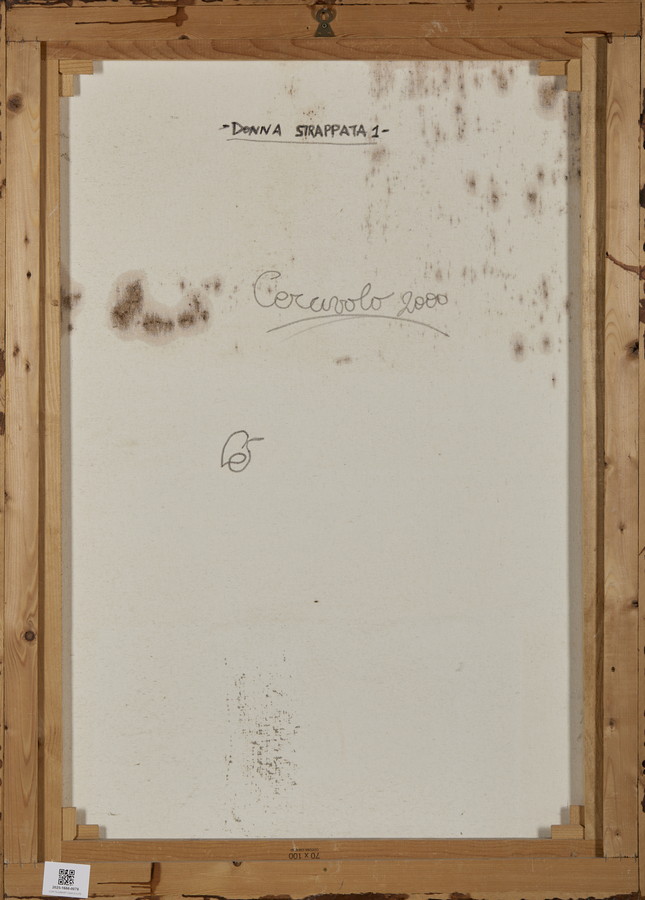 -DONNA STRAPPATA 1-
Ceravolo 2000
70 X 100